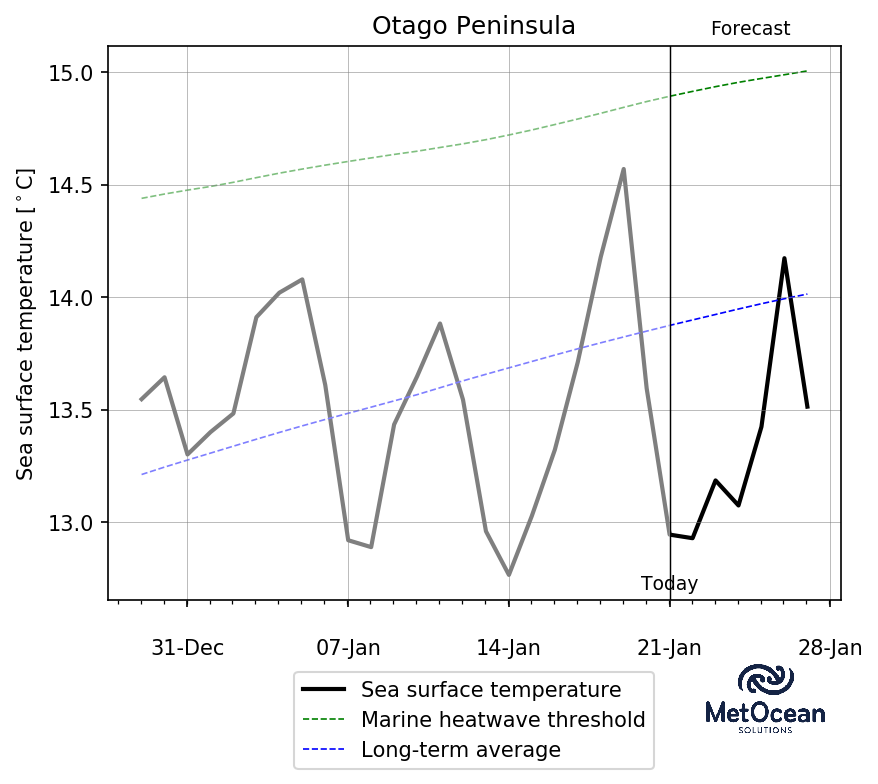 Otago Peninsula
Forecast
Sea surface temperature [°C]
15.0
14.5
14.0
13.5
13.0
Today
31-Dec
07-Jan
14-Jan
21-Jan
28-Jan
Sea surface temperature
Marine heatwave threshold
Long-term average
MetOcean
SOLUTIONS